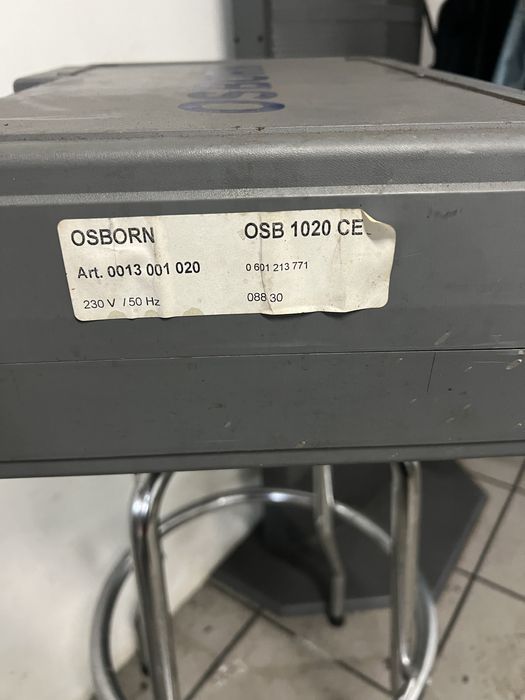 OSBORN OSB 1020 CE
Art. 0013 001 020 0 601 213 771
230 V / 50 Hz 088 30